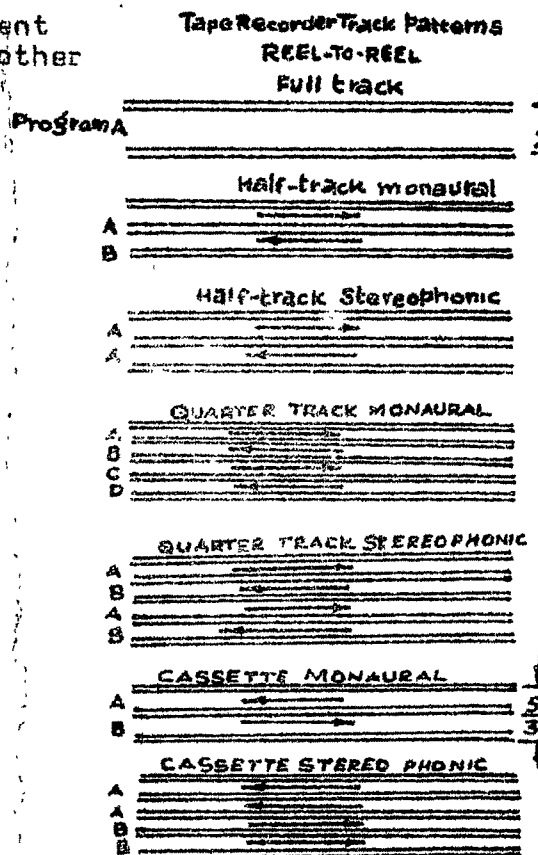 ent
other
Tape Recorder Track Patterns
REEL-TO-REEL
Full track
Program A
Half-track monaural
A
B
Half-track Stereophonic
A
A
QUARTER TRACK MONAURAL
A
B
C
D
QUARTER TRACK STEREOPHONIC
A
B
A
B
CASSETTE MONAURAL
A
B
CASSETTE STEREO PHONIC
A
A
B
B